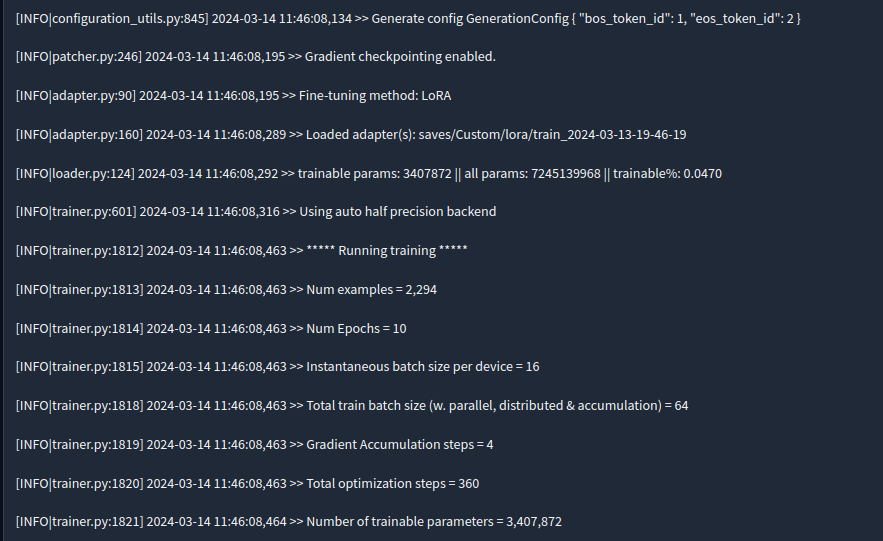 [INFO|configuration_utils.py:845] 2024-03-14 11:46:08,134 >> Generate config GenerationConfig { "bos_token_id": 1, "eos_token_id": 2 }
[INFO|patcher.py:246] 2024-03-14 11:46:08,195 >> Gradient checkpointing enabled.
[INFO|adapter.py:90] 2024-03-14 11:46:08,195 >> Fine-tuning method: LoRA
[INFO|adapter.py:160] 2024-03-14 11:46:08,289 >> Loaded adapter(s): saves/Custom/lora/train_2024-03-13-19-46-19
[INFO|loader.py:124] 2024-03-14 11:46:08,292 >> trainable params: 3407872 || all params: 7245139968 || trainable%: 0.0470
[INFO|trainer.py:601] 2024-03-14 11:46:08,316 >> Using auto half precision backend
[INFO|trainer.py:1812] 2024-03-14 11:46:08,463 >> ***** Running training *****
[INFO|trainer.py:1813] 2024-03-14 11:46:08,463 >> Num examples = 2,294
[INFO|trainer.py:1814] 2024-03-14 11:46:08,463 >> Num Epochs = 10
[INFO|trainer.py:1815] 2024-03-14 11:46:08,463 >> Instantaneous batch size per device = 16
[INFO|trainer.py:1818] 2024-03-14 11:46:08,463 >> Total train batch size (w. parallel, distributed & accumulation) = 64
[INFO|trainer.py:1819] 2024-03-14 11:46:08,463 >> Gradient Accumulation steps = 4
[INFO|trainer.py:1820] 2024-03-14 11:46:08,463 >> Total optimization steps = 360
[INFO|trainer.py:1821] 2024-03-14 11:46:08,464 >> Number of trainable parameters = 3,407,872